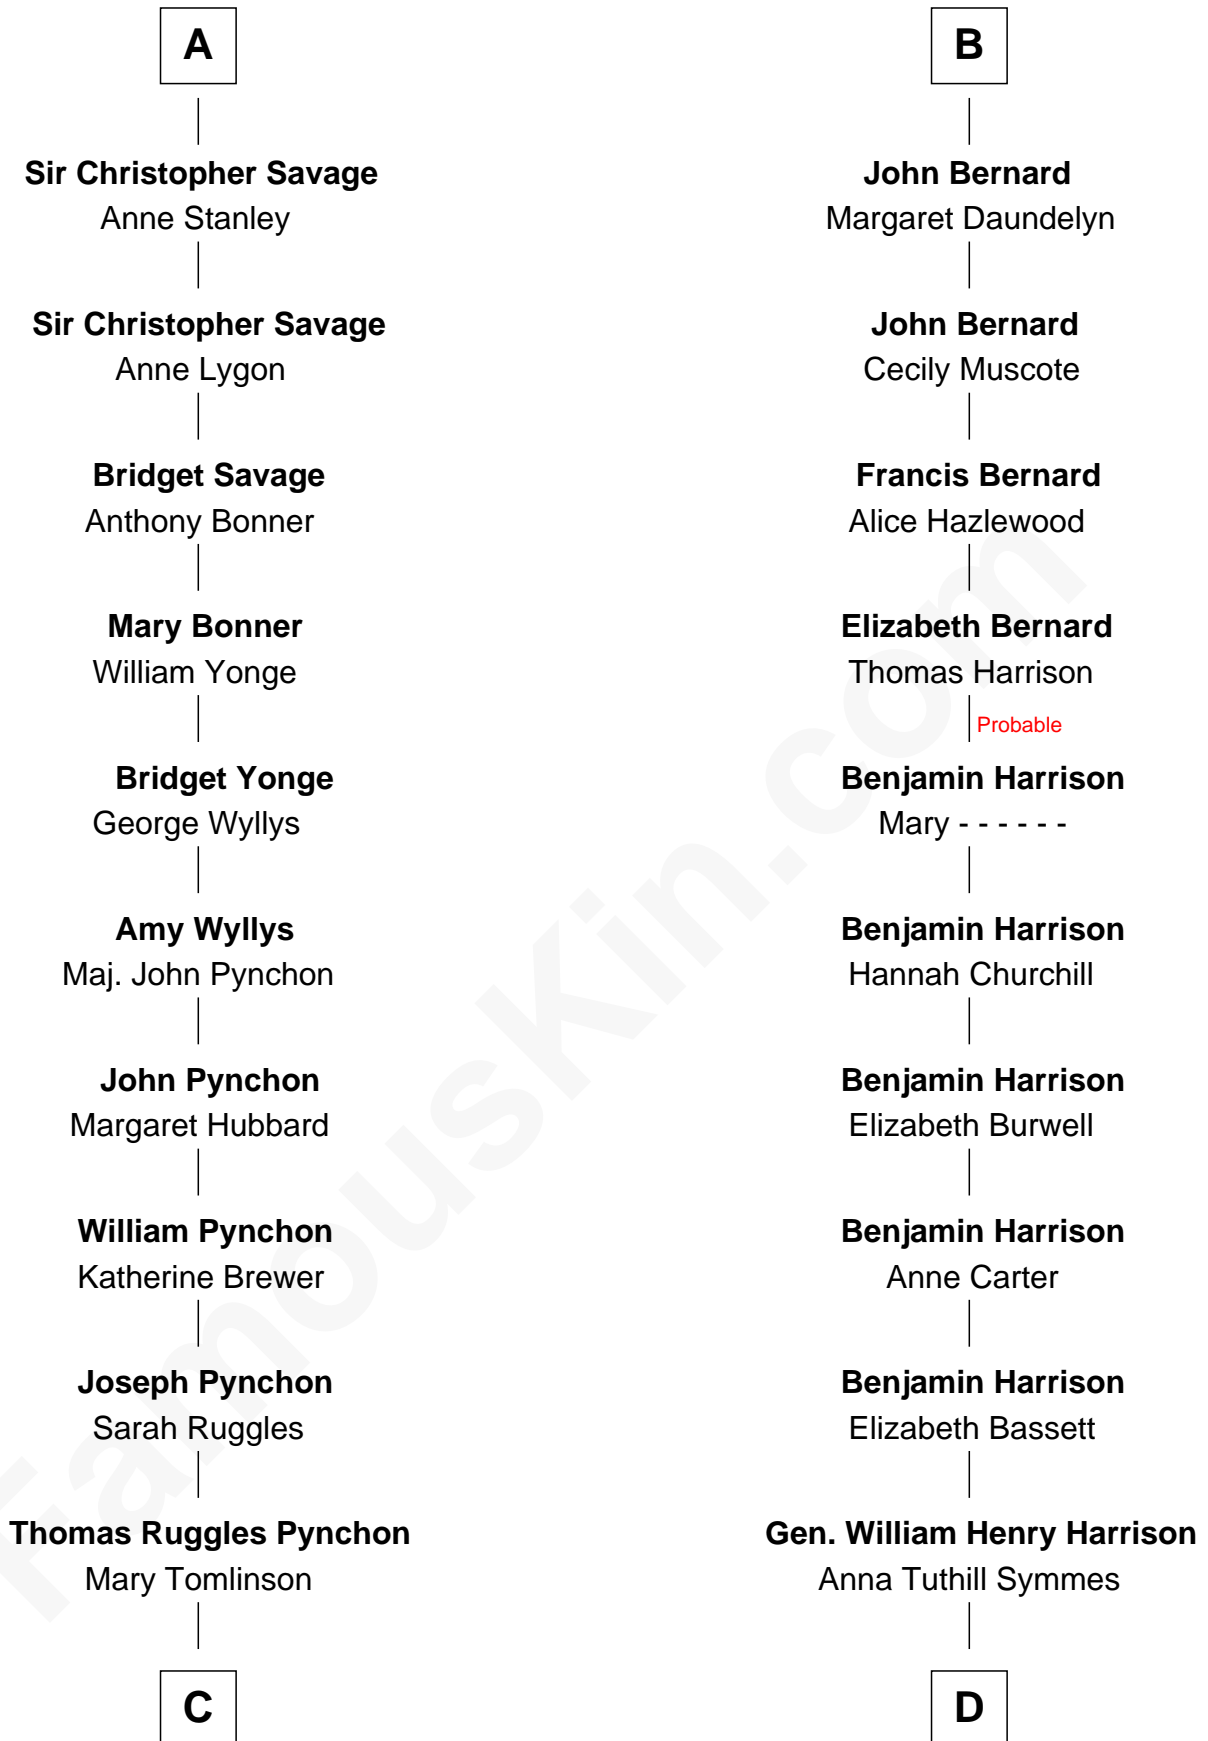 A
Sir Christopher Savage
Anne Stanley
Sir Christopher Savage
Anne Lygon
Bridget Savage
Anthony Bonner
Mary Bonner
William Yonge
Bridget Yonge
George Wyllys
Amy Wyllys
Maj. John Pynchon
John Pynchon
Margaret Hubbard
William Pynchon
Katherine Brewer
Joseph Pynchon
Sarah Ruggles
Thomas Ruggles Pynchon
Mary Tomlinson
C
B
John Bernard
Margaret Daundelyn
John Bernard
Cecily Muscote
Francis Bernard
Alice Hazlewood
Elizabeth Bernard
Thomas Harrison
Probable
Benjamin Harrison
Mary - - - - - -
Benjamin Harrison
Hannah Churchill
Benjamin Harrison
Elizabeth Burwell
Benjamin Harrison
Anne Carter
Benjamin Harrison
Elizabeth Bassett
Gen. William Henry Harrison
Anna Tuthill Symmes
D
FamousKin.com